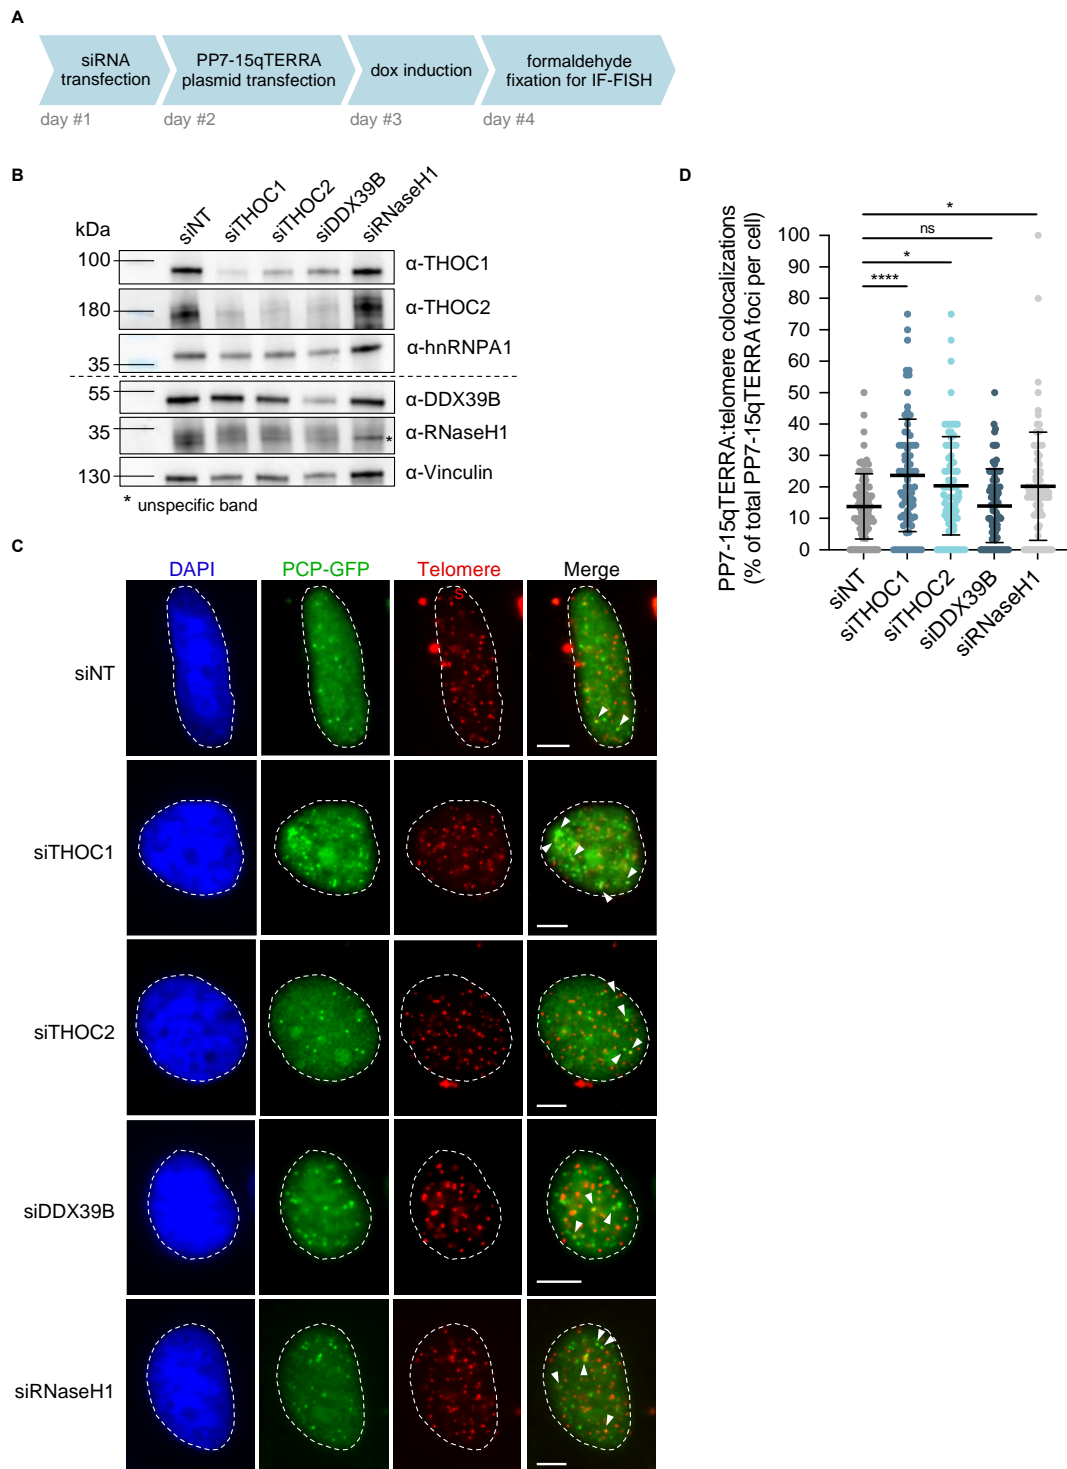 A
siRNA
transfection
PP7-15qTERRA
plasmid transfection
dox induction
formaldehyde
fixation for IF-FISH
day #1
day #2
day #3
day #4
B
kDa
siNT
siTHOC1
siTHOC2
siDDX39B
siRNaseH1
100
α-THOC1
180
α-THOC2
35
α-hnRNPA1
55
α-DDX39B
35
α-RNaseH1
*
130
α-Vinculin
* unspecific band
C
DAPI
PCP-GFP
Telomere
s
Merge
siNT
siTHOC1
siTHOC2
siDDX39B
siRNaseH1
D
PP7-15qTERRA:telomere colocalizations
(% of total PP7-15qTERRA foci per cell)
*
ns
*
****
100
90
80
70
60
50
40
30
20
10
0
siNT
siTHOC1
siTHOC2
siDDX39B
siRNaseH1